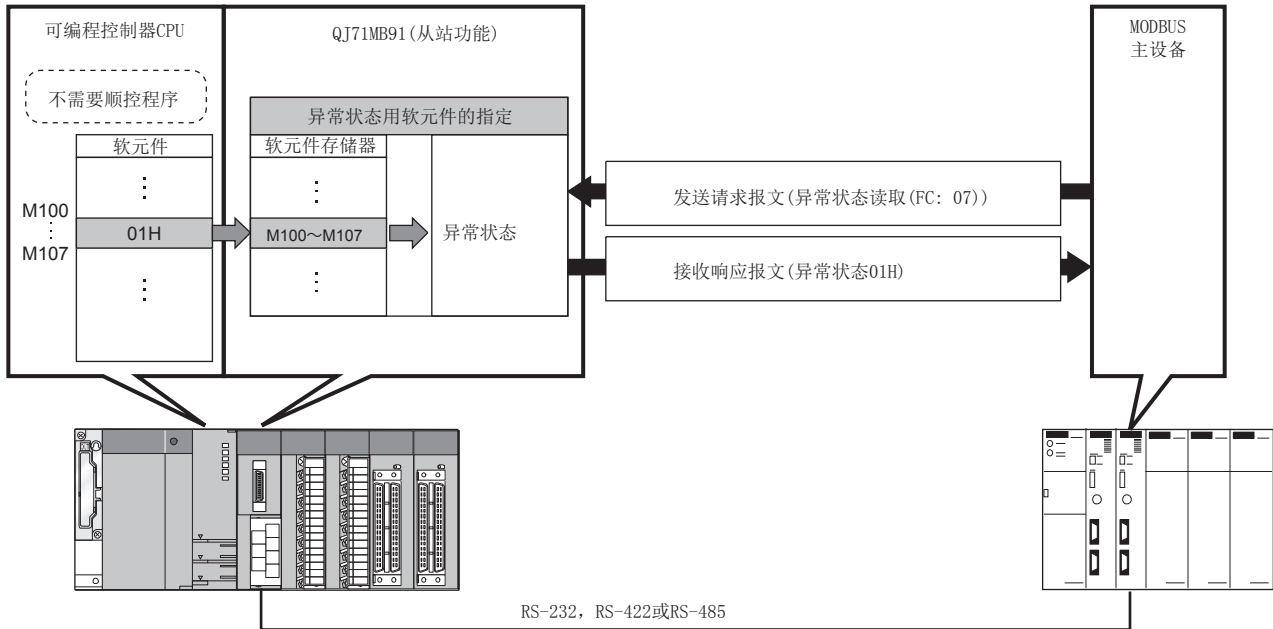 可编程控制器CPU
QJ71MB91(从站功能)
MODBUS
主设备
不需要顺控程序
异常状态用软元件的指定
软元件
软元件存储器
发送请求报文(异常状态读取(FC: 07))
M100
01H
M100～M107
异常状态
M107
接收响应报文(异常状态01H)
RS-232, RS-422或RS-485